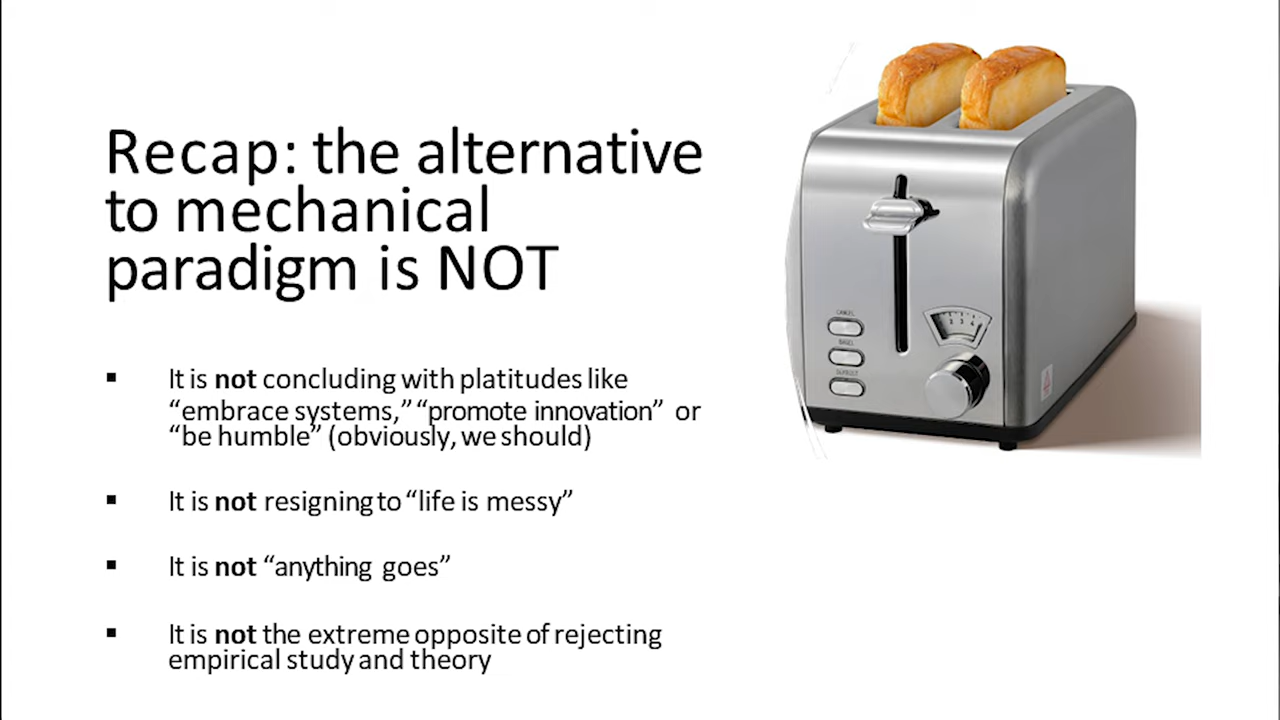 Recap: the alternative
to mechanical
paradigm is NOT
▪ It is not concluding with platitudes like
“embrace systems,” “promote innovation” or
“be humble” (obviously, we should)
▪ It is not resigning to “life is messy”
▪ It is not “anything goes”
▪ It is not the extreme opposite of rejecting
empirical study and theory
CANCEL
BAGEL